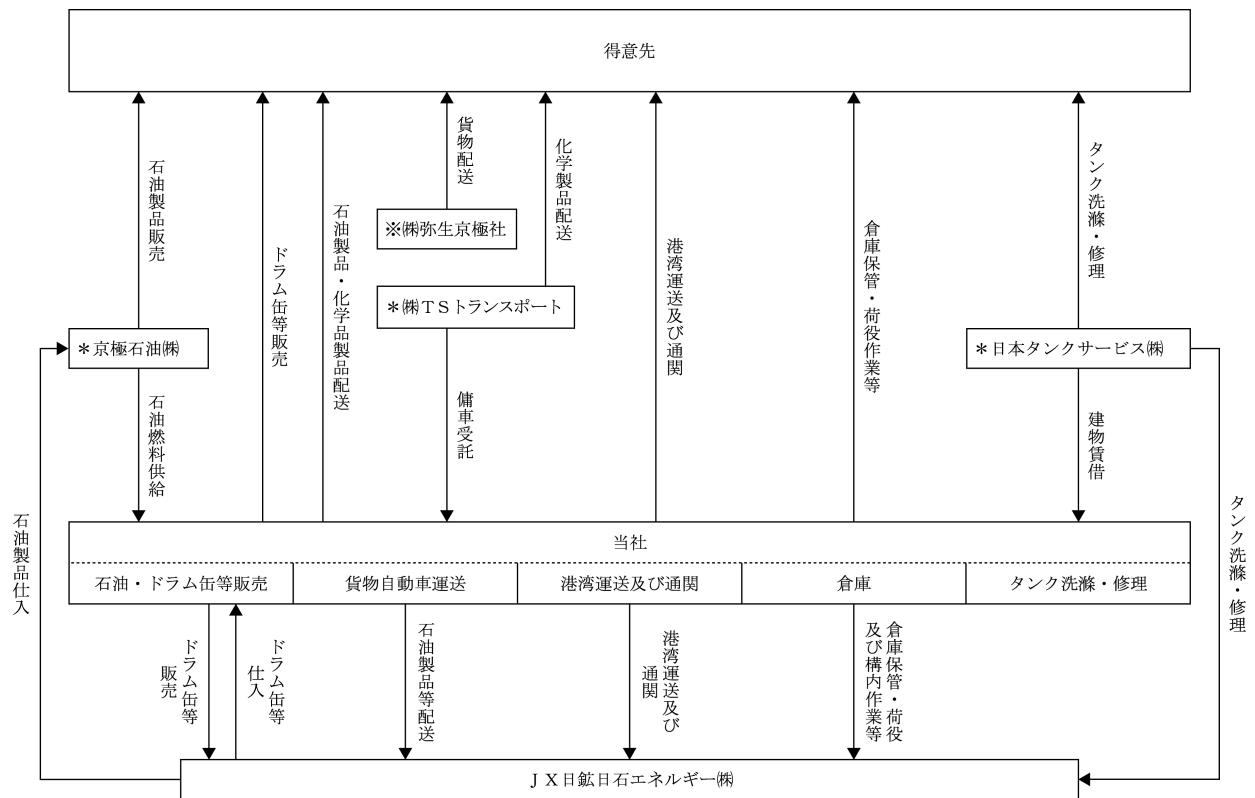 得意先
石油製品販売
ドラム缶等販売
石油製品・化学品製品配送
貨物配送
※㈱弥生京極社
化学製品配送
＊㈱ＴＳトランスポート
傭車受託
港湾運送及び通関
倉庫保管・荷役作業等
タンク洗滌・修理
＊京極石油㈱
石油燃料供給
＊日本タンクサービス㈱
建物賃借
石油製品仕入
タンク洗滌・修理
当社
石油・ドラム缶等販売
貨物自動車運送
港湾運送及び通関
倉庫
タンク洗滌・修理
ドラム缶等
販売
ドラム缶等
仕入
石油製品等配送
港湾運送及び
通関
倉庫保管・荷役
及び構内作業等
ＪＸ日鉱日石エネルギー㈱